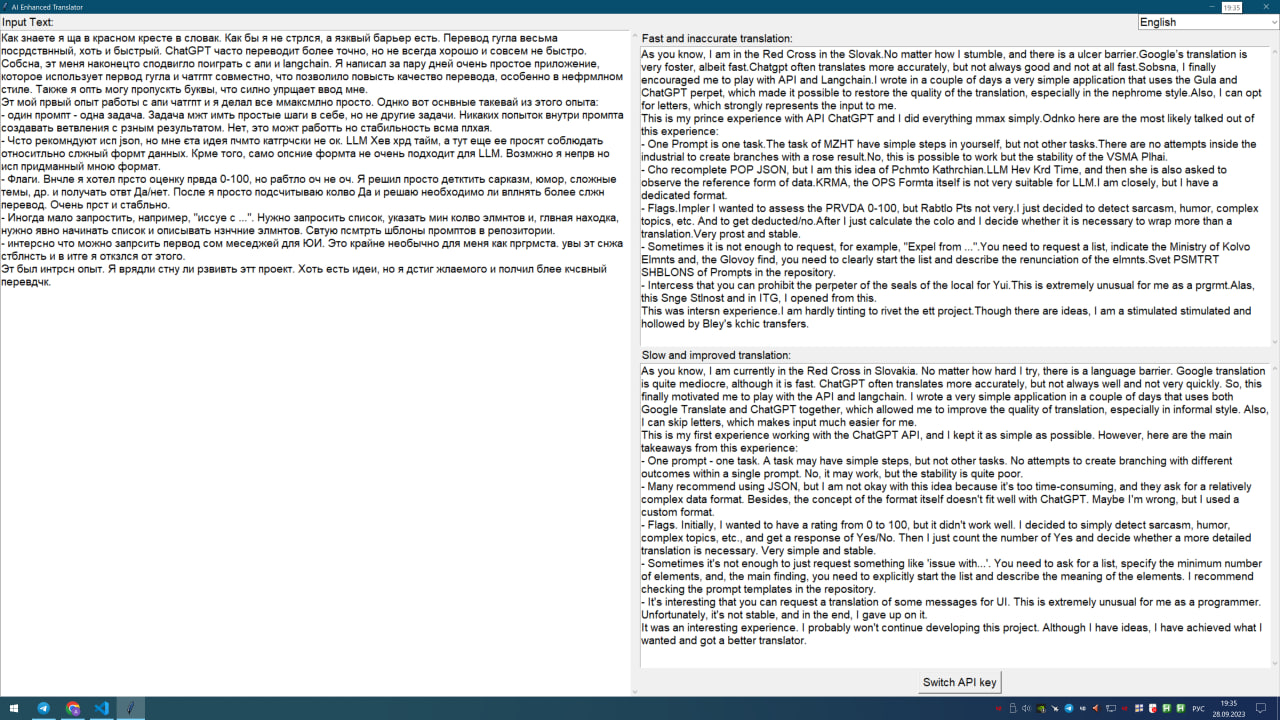 AI Enhanced Translator
19:35
Input Text:
English
Как знаете я ща в красном кресте в словак. Как бы я не стрлся, а язквый барьер есть. Перевод гугла весьма
посрдствнный, хоть и быстрый. ChatGPT часто переводит более точно, но не всегда хорошо и совсем не быстро.
Собсна, эт меня наконецто сподвигло поиграть с апи и langchain. Я написал за пару дней очень простое приложение,
которое использует первод гугла и чатгпт совместно, что позволило повысть качество перевода, особенно в нефрмлном
стиле. Также я опть могу пропускть буквы, что силно упрщает ввод мне.
Эт мой првый опыт работы с апи чатгпт и я делал все ммаксмлно просто. Однко вот оснвные такевай из этого опыта:
- один промпт - одна задача. Задача мжт имть простые шаги в себе, но не другие задачи. Никаких попыток внутри промпта
создавать ветвления с рзным результатом. Нет, это можт работть но стабильность всма плхая.
- Чсто рекомндуют исп json, но мне єта идея пчмто катгрчски не ок. LLM Хев хрд тайм, а тут еще ее просят соблюдать
относитльно слжный формт данных. Крме того, само опсние формта не очень подходит для LLM. Возмжно я непрв но
исп придманный мною формат.
- Флаги. Внчле я хотел прсто оценку првда 0-100, но рабтло оч не оч. Я решил просто детктить сарказм, юмор, сложные
темы, др. и получать отвт Да/нет. После я просто подсчитываю колво Да и решаю необходимо ли вплнять более слжн
перевод. Очень прст и стабльно.
- Иногда мало запростить, например, "иссуе с ...". Нужно запросить список, указать мин колво элмнтов и, глвная находка,
нужно явно начинать список и описывать нзнчние элмнтов. Свтую псмтрть шблоны промптов в репозитории.
- интерсно что можно запрсить первод сом меседжей для ЮИ. Это крайне необычно для меня как пргрмста. увы эт снжа
стблнсть и в итге я откзлся от этого.
Эт был интрсн опыт. Я врядли стну ли рзвивть этт проект. Хоть есть идеи, но я дстиг жлаемого и полчил блее кчсвный
перевдчк.
Fast and inaccurate translation:
As you know, I am in the Red Cross in the Slovak.No matter how I stumble, and there is a ulcer barrier.Google's translation is
very foster, albeit fast.Chatgpt often translates more accurately, but not always good and not at all fast.Sobsna, I finally
encouraged me to play with API and Langchain.I wrote in a couple of days a very simple application that uses the Gula and
ChatGPT perpet, which made it possible to restore the quality of the translation, especially in the nephrome style.Also, I can opt
for letters, which strongly represents the input to me.
This is my prince experience with API ChatGPT and I did everything mmax simply.Odnko here are the most likely talked out of
this experience:
- One Prompt is one task.The task of MZHT have simple steps in yourself, but not other tasks.There are no attempts inside the
industrial to create branches with a rose result.No, this is possible to work but the stability of the VSMA Plhai.
- Cho recomplete POP JSON, but I am this idea of Pchmto Kathrchian.LLM Hev Krd Time, and then she is also asked to
observe the reference form of data.KRMA, the OPS Formta itself is not very suitable for LLM.I am closely, but I have a
dedicated format.
- Flags.Impler I wanted to assess the PRVDA 0-100, but Rabtlo Pts not very.I just decided to detect sarcasm, humor, complex
topics, etc. And to get deducted/no.After I just calculate the colo and I decide whether it is necessary to wrap more than a
translation.Very prost and stable.
- Sometimes it is not enough to request, for example, "Expel from ...".You need to request a list, indicate the Ministry of Kolvo
Elmnts and, the Glovoy find, you need to clearly start the list and describe the renunciation of the elmnts.Svet PSMTRT
SHBLONS of Prompts in the repository.
- Intercess that you can prohibit the perpeter of the seals of the local for Yui.This is extremely unusual for me as a prgrmt.Alas,
this Snge Stlnost and in ITG, I opened from this.
This was intersn experience.I am hardly tinting to rivet the ett project.Though there are ideas, I am a stimulated stimulated and
hollowed by Bley's kchic transfers.
Slow and improved translation:
As you know, I am currently in the Red Cross in Slovakia. No matter how hard I try, there is a language barrier. Google translation
is quite mediocre, although it is fast. ChatGPT often translates more accurately, but not always well and not very quickly. So, this
finally motivated me to play with the API and langchain. I wrote a very simple application in a couple of days that uses both
Google Translate and ChatGPT together, which allowed me to improve the quality of translation, especially in informal style. Also,
I can skip letters, which makes input much easier for me.
This is my first experience working with the ChatGPT API, and I kept it as simple as possible. However, here are the main
takeaways from this experience:
- One prompt - one task. A task may have simple steps, but not other tasks. No attempts to create branching with different
outcomes within a single prompt. No, it may work, but the stability is quite poor.
- Many recommend using JSON, but I am not okay with this idea because it's too time-consuming, and they ask for a relatively
complex data format. Besides, the concept of the format itself doesn't fit well with ChatGPT. Maybe I'm wrong, but I used a
custom format.
- Flags. Initially, I wanted to have a rating from 0 to 100, but it didn't work well. I decided to simply detect sarcasm, humor,
complex topics, etc., and get a response of Yes/No. Then I just count the number of Yes and decide whether a more detailed
translation is necessary. Very simple and stable.
- Sometimes it's not enough to just request something like 'issue with...'. You need to ask for a list, specify the minimum number
of elements, and, the main finding, you need to explicitly start the list and describe the meaning of the elements. I recommend
checking the prompt templates in the repository.
- It's interesting that you can request a translation of some messages for UI. This is extremely unusual for me as a programmer.
Unfortunately, it's not stable, and in the end, I gave up on it.
It was an interesting experience. I probably won't continue developing this project. Although I have ideas, I have achieved what I
wanted and got a better translator.
Switch API key
РУС
19:35
28.09.2023